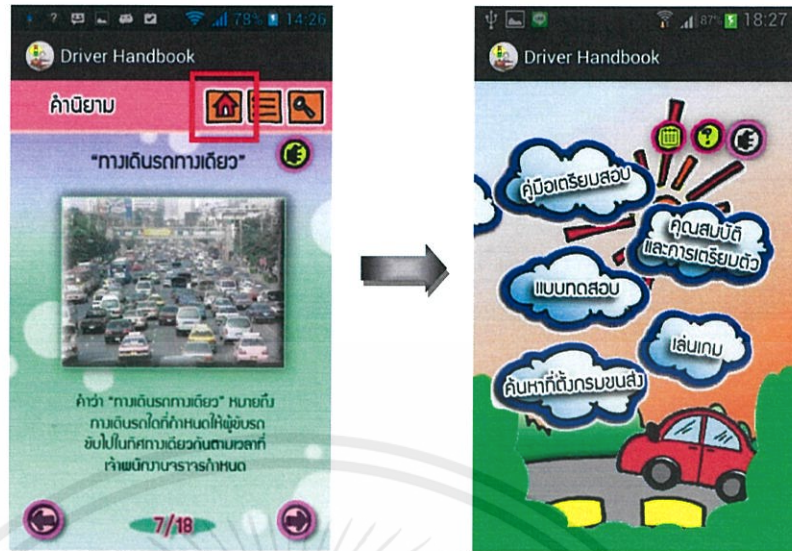 78% 14:26
Driver Handbook
คำนิยาม
“ทางเดินรถทางเดียว”
คำว่า “ทางเดินรถทางเดียว” หมายถึง
ทางเดินรถใดที่กำหนดให้ผู้ขับรถ
ขับไปในทิศทางเดียวกันตามเวลาที่
เจ้าพนักงานจราจรกำหนด
7/18
87% 18:27
Driver Handbook
คู่มือเตรียมสอบ
คุณสมบัติ
และการเตรียมตัว
แบบทดสอบ
เล่นเกม
ค้นหาที่ตั้งกรมขนส่ง